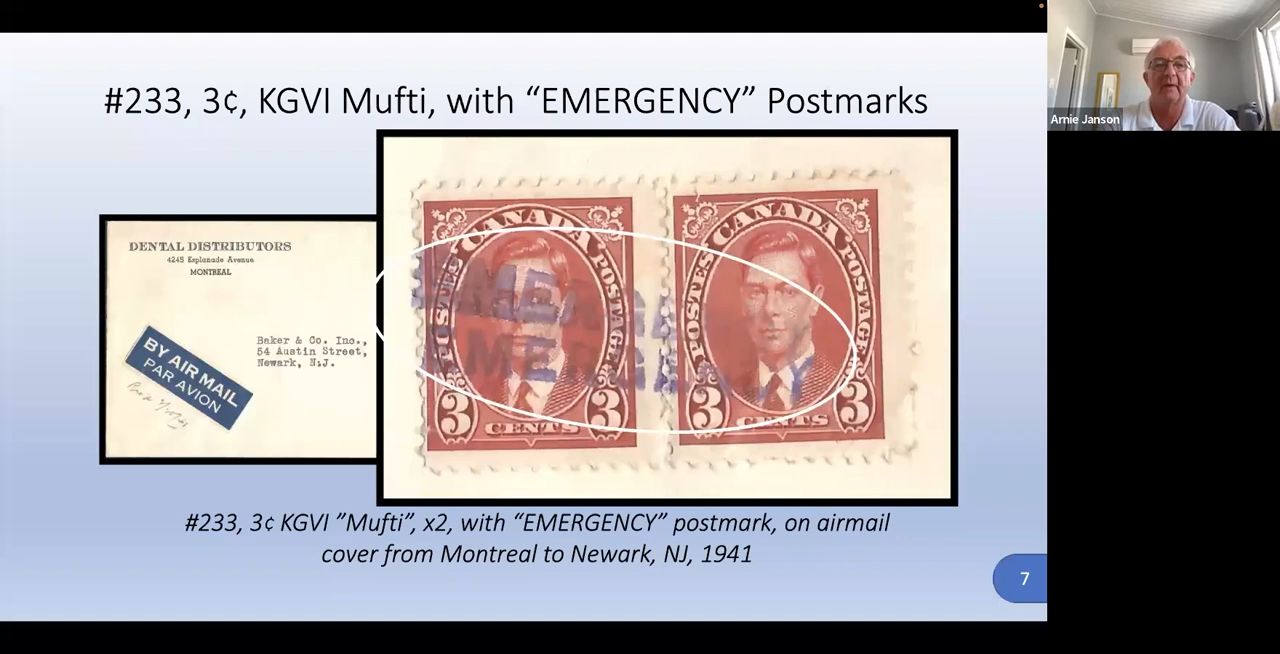 #233, 3¢, KGVI Mufti, with “EMERGENCY” Postmarks
DENTAL DISTRIBUTORS
4245 Esplanade Avenue
MONTREAL
BY AIR MAIL
PAR AVION
Baker & Co. Inc.,
54 Austin Street,
Newark, N.J.
POSTES CANADA POSTAGE
3 CENTS 3
POSTES CANADA POSTAGE
3 CENTS 3
#233, 3¢ KGVI ”Mufti”, x2, with “EMERGENCY” postmark, on airmail
cover from Montreal to Newark, NJ, 1941
7
Arnie Janson